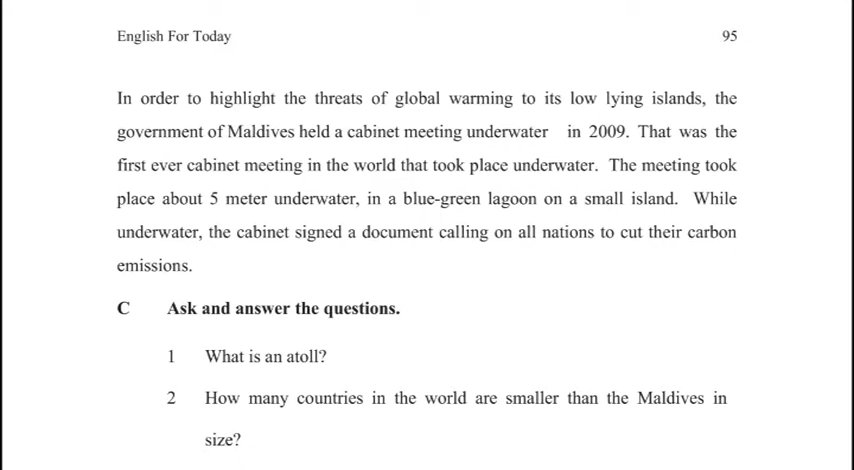 English For Today 95
In order to highlight the threats of global warming to its low lying islands, the
government of Maldives held a cabinet meeting underwater in 2009. That was the
first ever cabinet meeting in the world that took place underwater. The meeting took
place about 5 meter underwater, in a blue-green lagoon on a small island. While
underwater, the cabinet signed a document calling on all nations to cut their carbon
emissions.
C Ask and answer the questions.
1 What is an atoll?
2 How many countries in the world are smaller than the Maldives in
size?